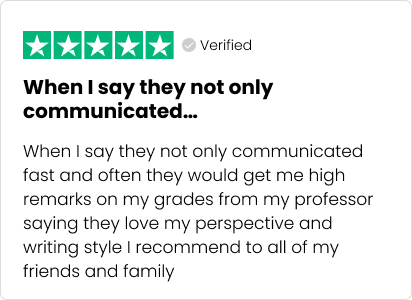 Verified
When I say they not only
communicated...
When I say they not only communicated
fast and often they would get me high
remarks on my grades from my professor
saying they love my perspective and
writing style I recommend to all of my
friends and family